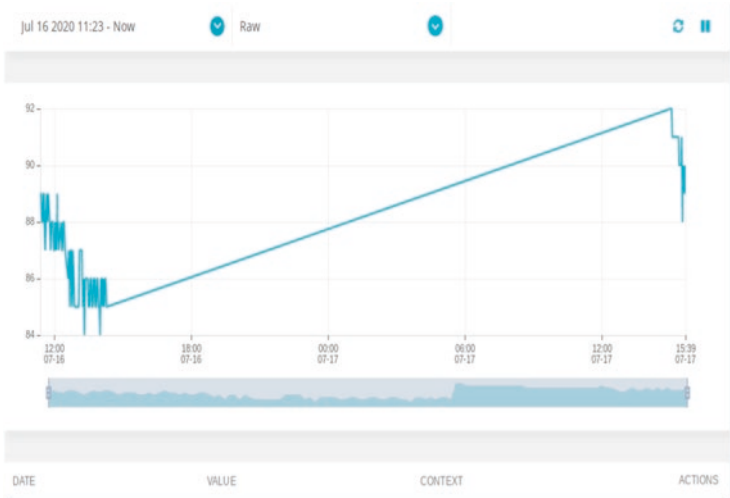 Jul 16 2020 11:23 - Now Raw
92
90
88
86
84
12:00 18:00 00:00 06:00 12:00 15:39
07-16 07-16 07-17 07-17 07-17 07-17
DATE VALUE CONTEXT ACTIONS